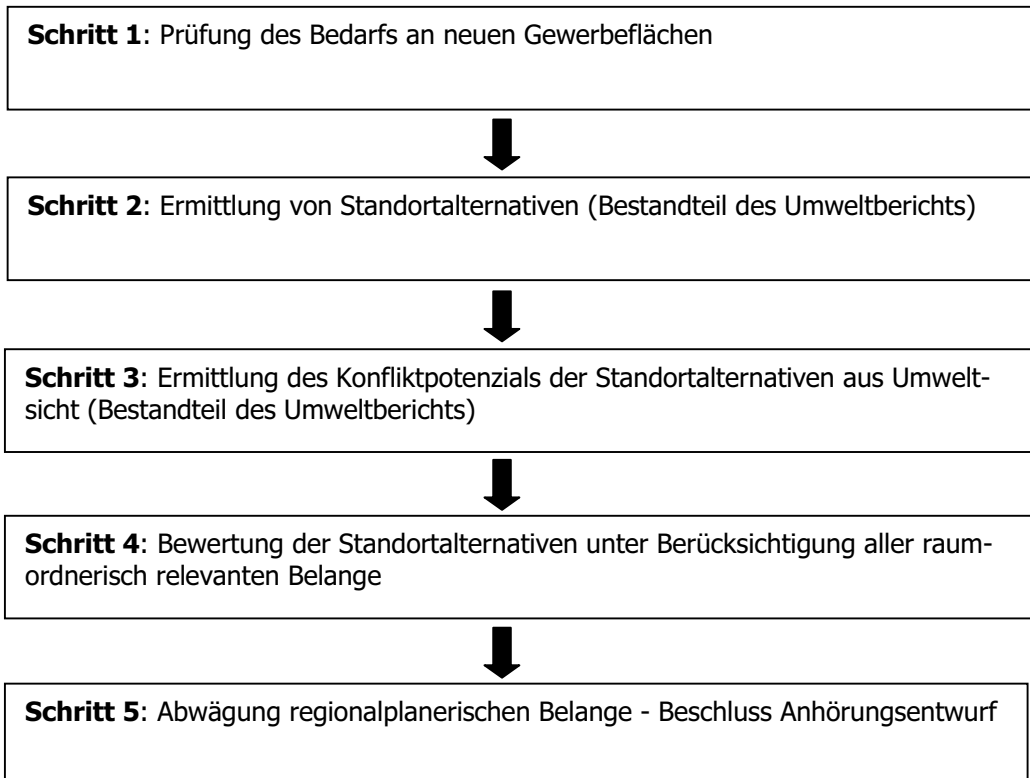 Schritt 1: Prüfung des Bedarfs an neuen Gewerbeflächen
Schritt 2: Ermittlung von Standortalternativen (Bestandteil des Umweltberichts)
Schritt 3: Ermittlung des Konfliktpotenzials der Standortalternativen aus Umwelt-
sicht (Bestandteil des Umweltberichts)
Schritt 4: Bewertung der Standortalternativen unter Berücksichtigung aller raum-
ordnerisch relevanten Belange
Schritt 5: Abwägung regionalplanerischen Belange - Beschluss Anhörungsentwurf